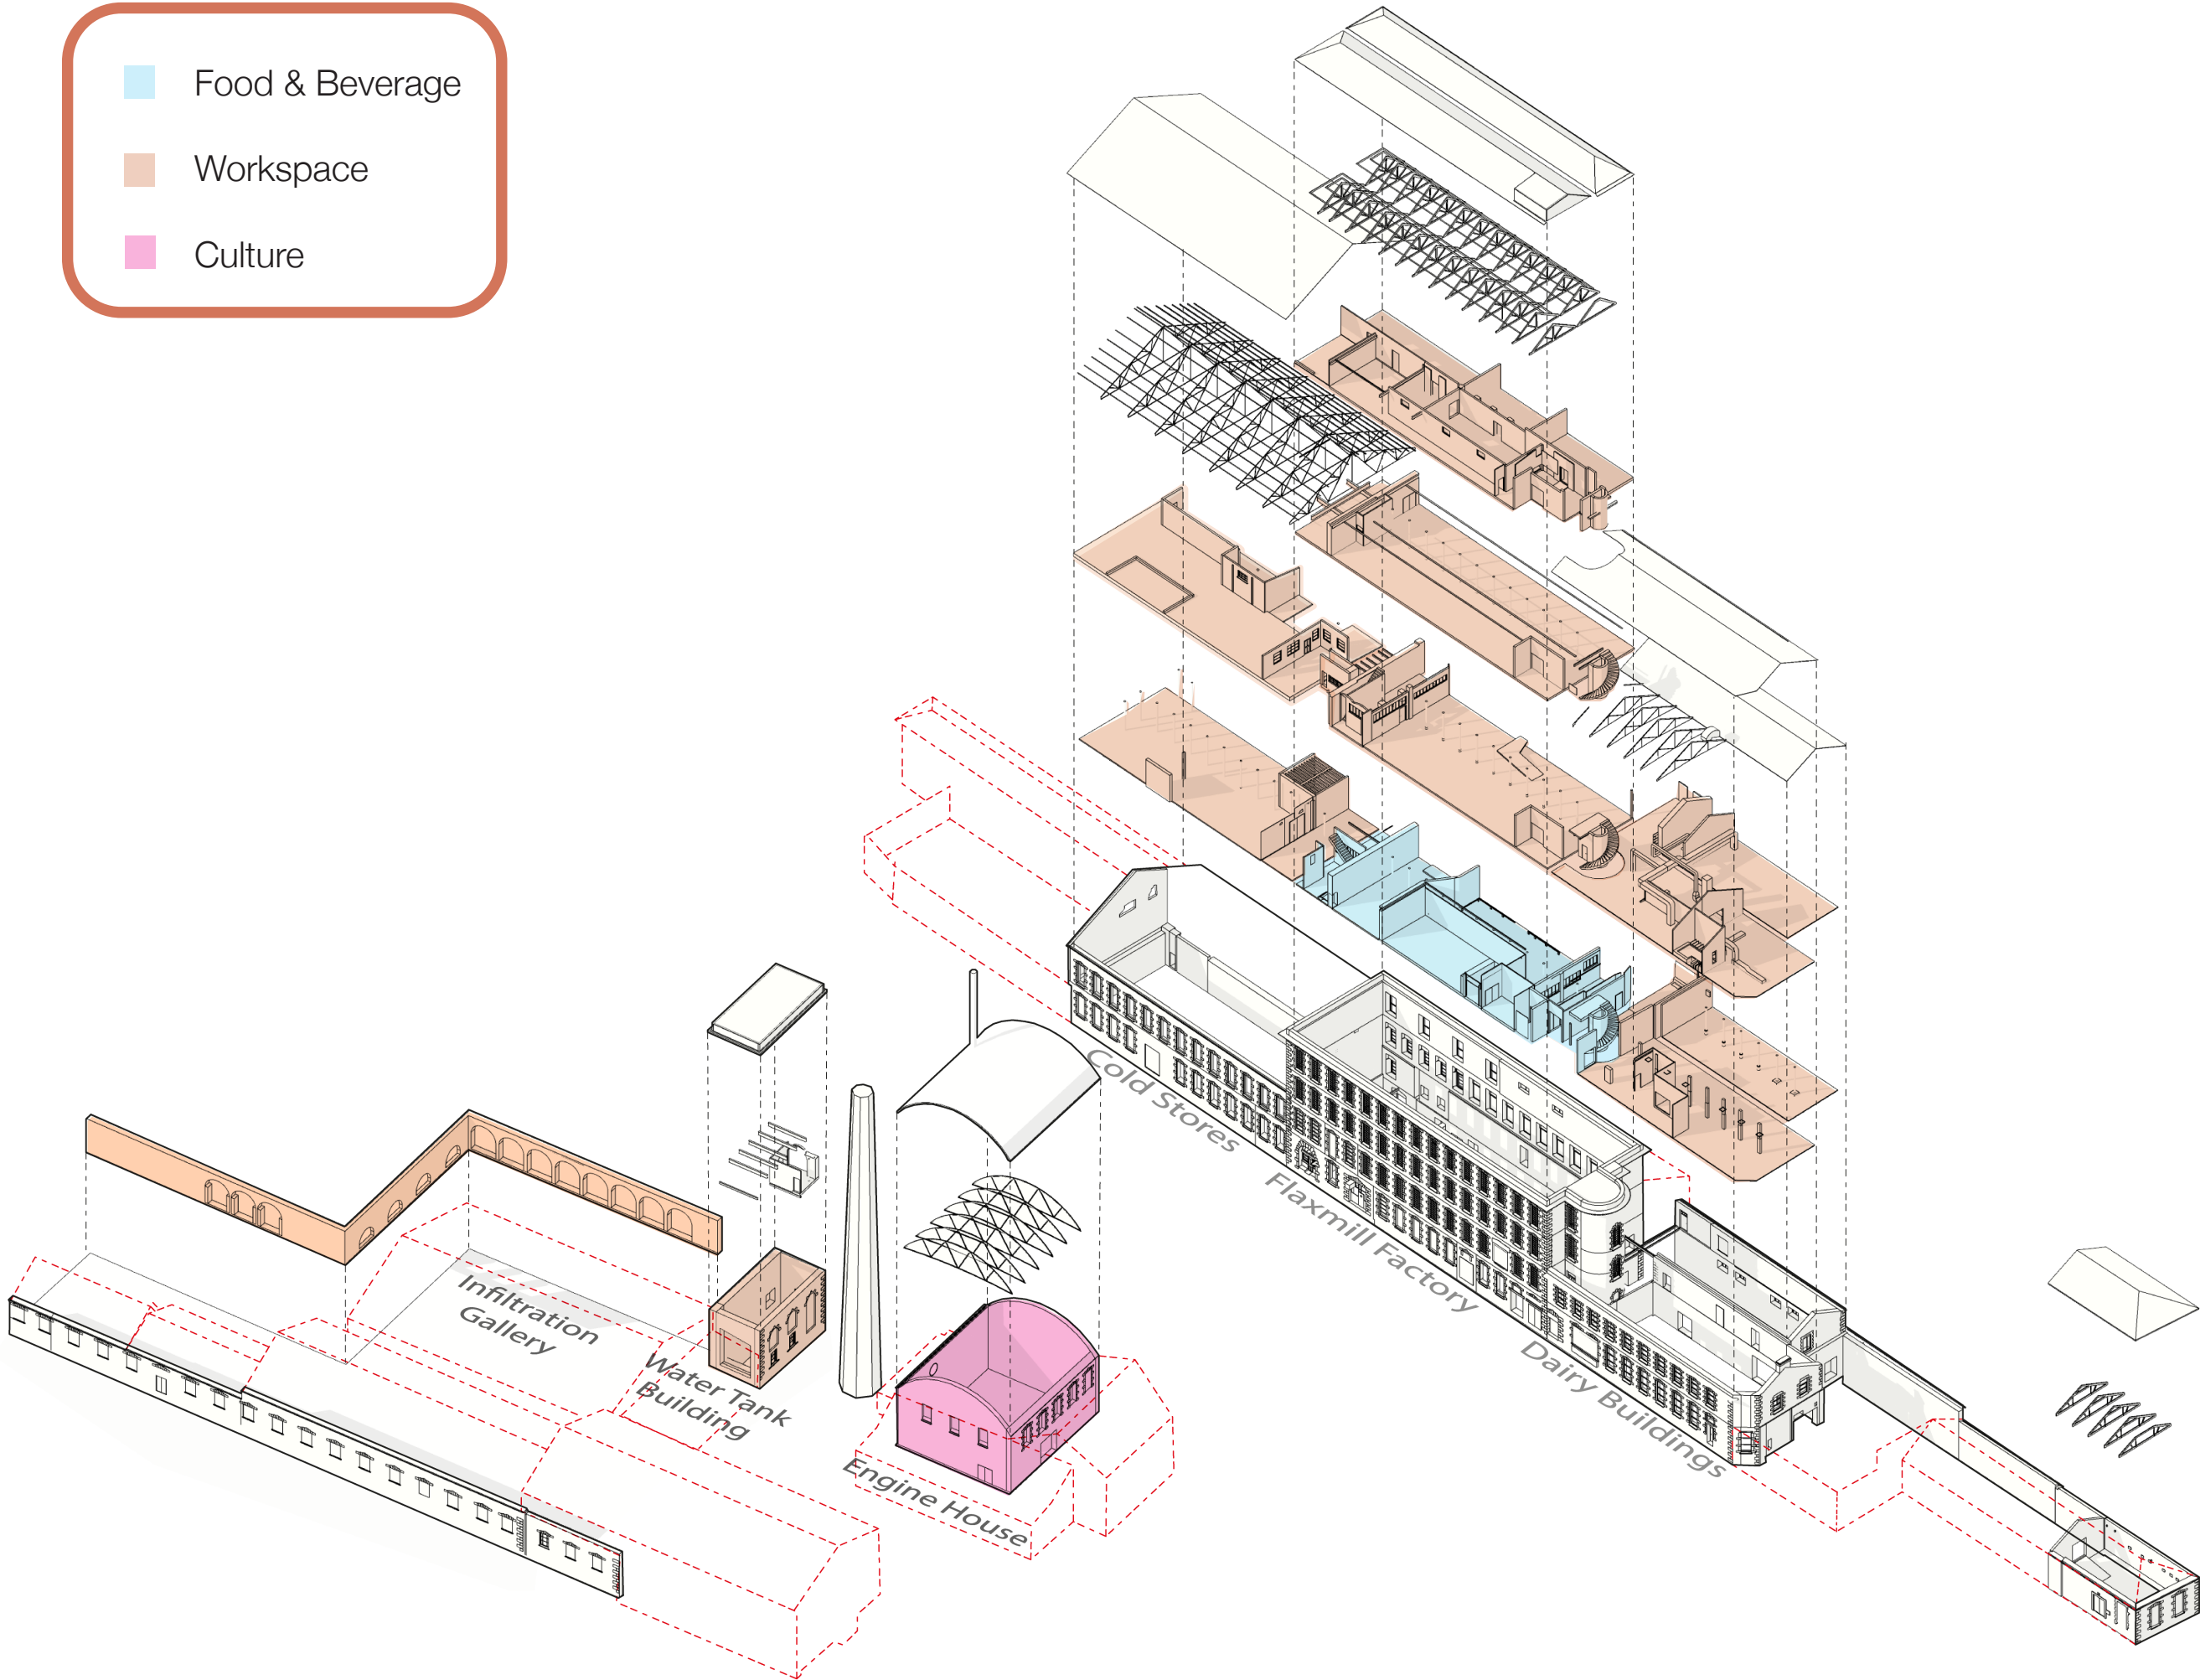 Food & Beverage
Workspace
Culture
Cold Stores
Flaxmill Factory
Infiltration
Gallery
Water Tank
Building
Dairy Buildings
Engine House